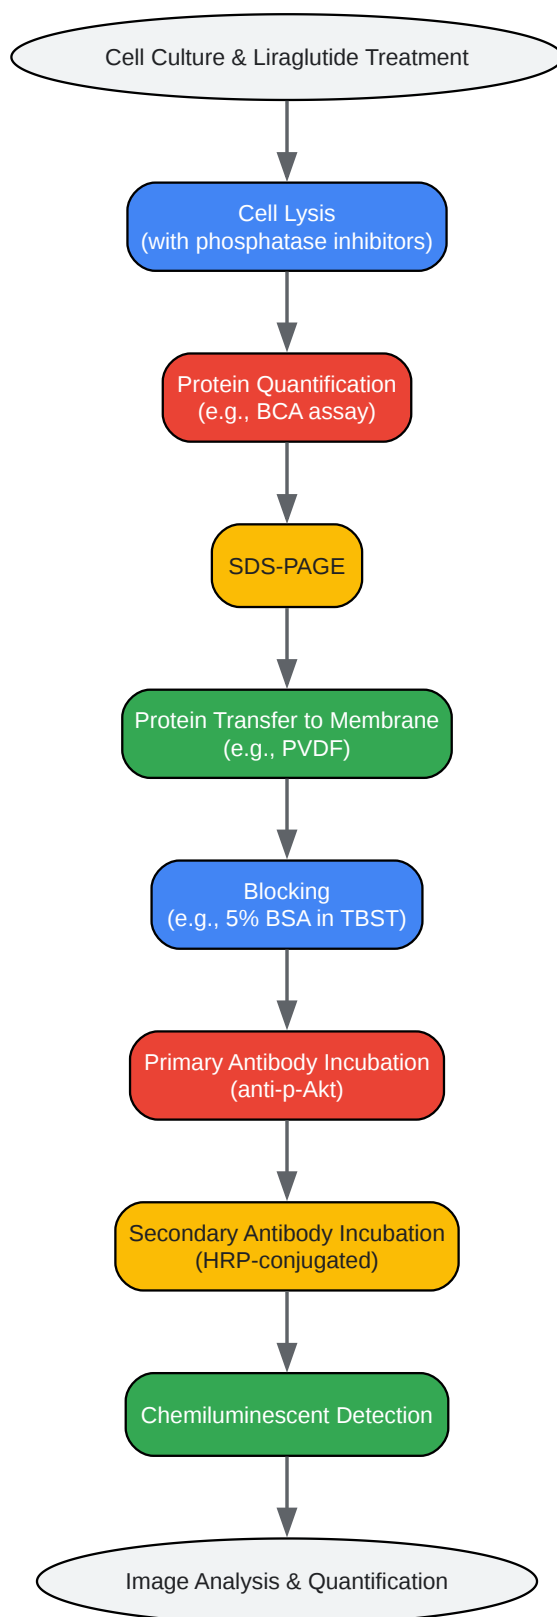 Cell Culture & Liraglutide Treatment
Cell Lysis
(with phosphatase inhibitors)
Protein Quantification
(e.g., BCA assay)
SDS-PAGE
Protein Transfer to Membrane
(e.g., PVDF)
Blocking
(e.g., 5% BSA in TBST)
Primary Antibody Incubation
(anti-p-Akt)
Secondary Antibody Incubation
(HRP-conjugated)
Chemiluminescent Detection
Image Analysis & Quantification